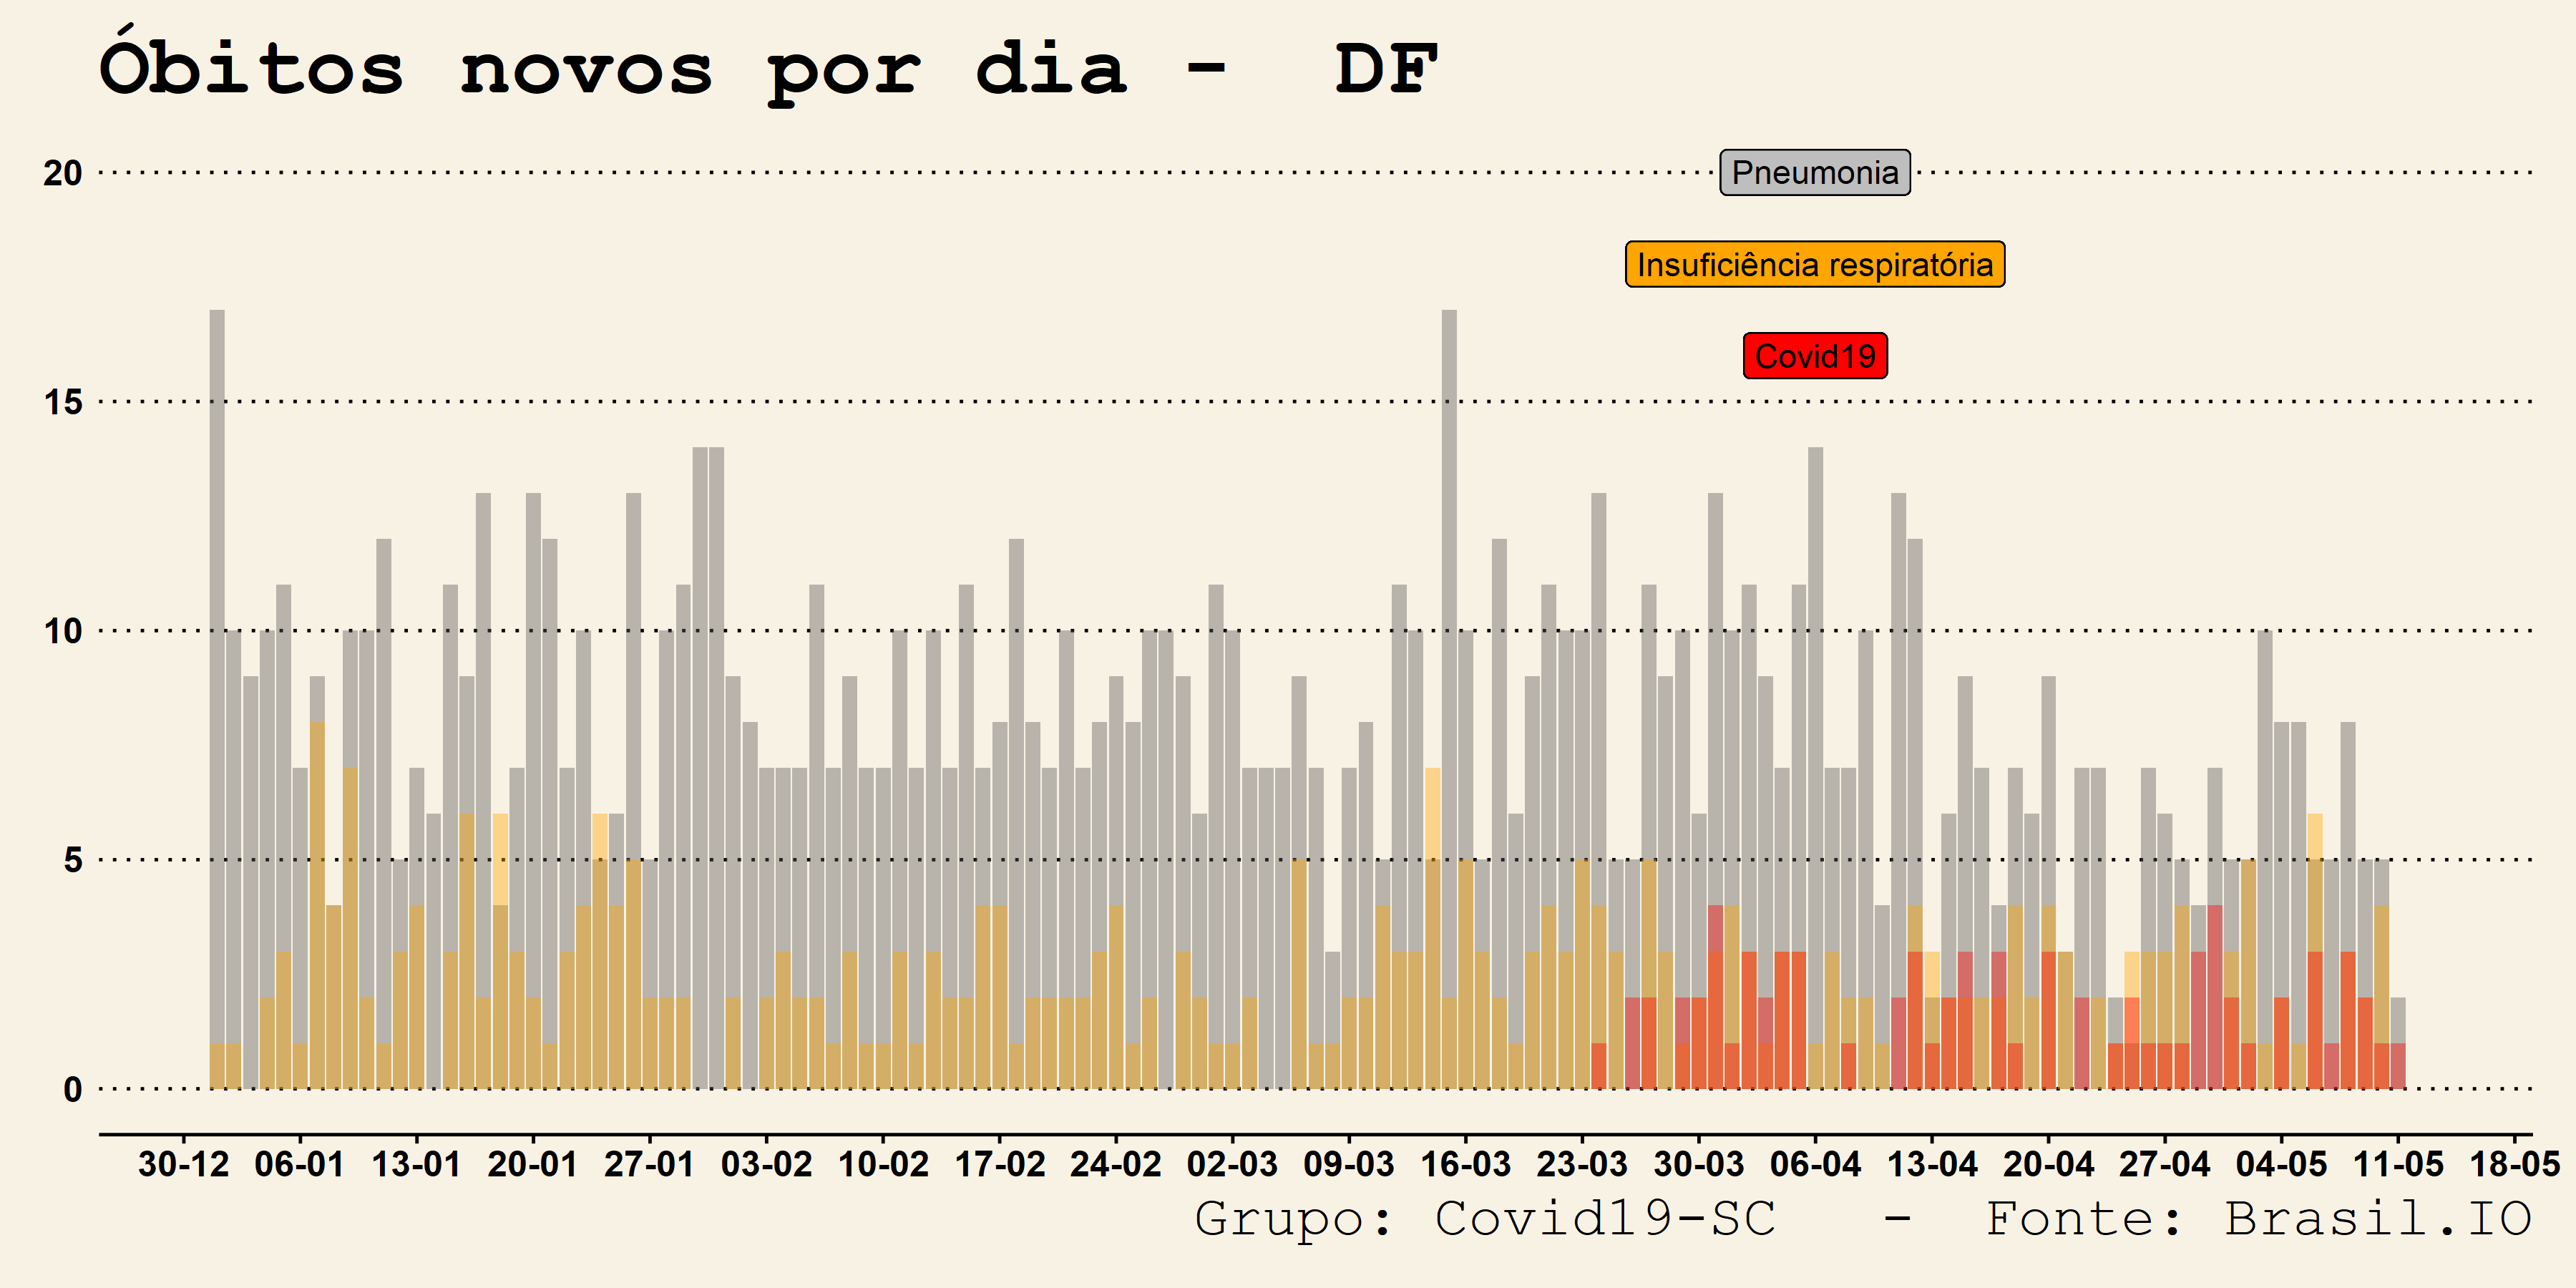 Óbitos novos por dia -  DF
20
Pneumonia
Insuficiência respiratória
Covid19
15
10
5
0
30-12 06-01 13-01 20-01 27-01 03-02 10-02 17-02 24-02 02-03 09-03 16-03 23-03 30-03 06-04 13-04 20-04 27-04 04-05 11-05 18-05
Grupo: Covid19-SC  -  Fonte: Brasil.IO